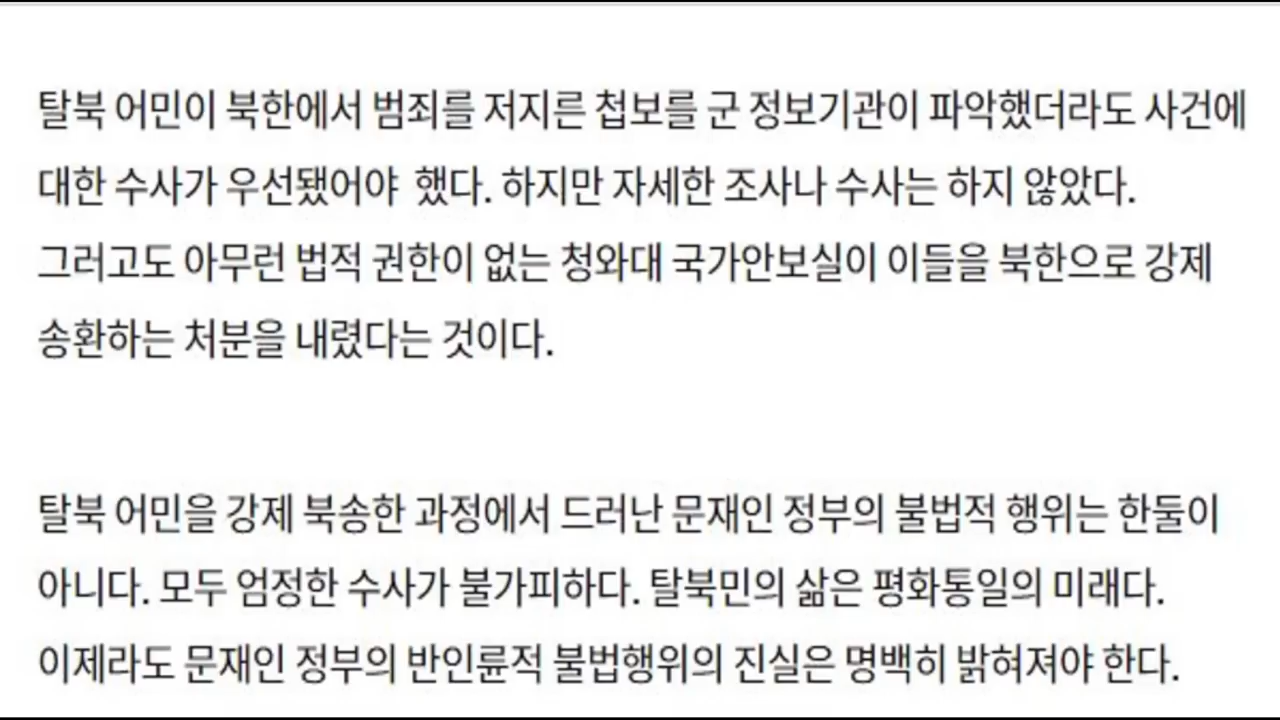 탈북 어민이 북한에서 범죄를 저지른 첩보를 군 정보기관이 파악했더라도 사건에
대한 수사가 우선됐어야 했다. 하지만 자세한 조사나 수사는 하지 않았다.
그러고도 아무런 법적 권한이 없는 청와대 국가안보실이 이들을 북한으로 강제
송환하는 처분을 내렸다는 것이다.
탈북 어민을 강제 북송한 과정에서 드러난 문재인 정부의 불법적 행위는 한둘이
아니다. 모두 엄정한 수사가 불가피하다. 탈북민의 삶은 평화통일의 미래다.
이제라도 문재인 정부의 반인륜적 불법행위의 진실은 명백히 밝혀져야 한다.